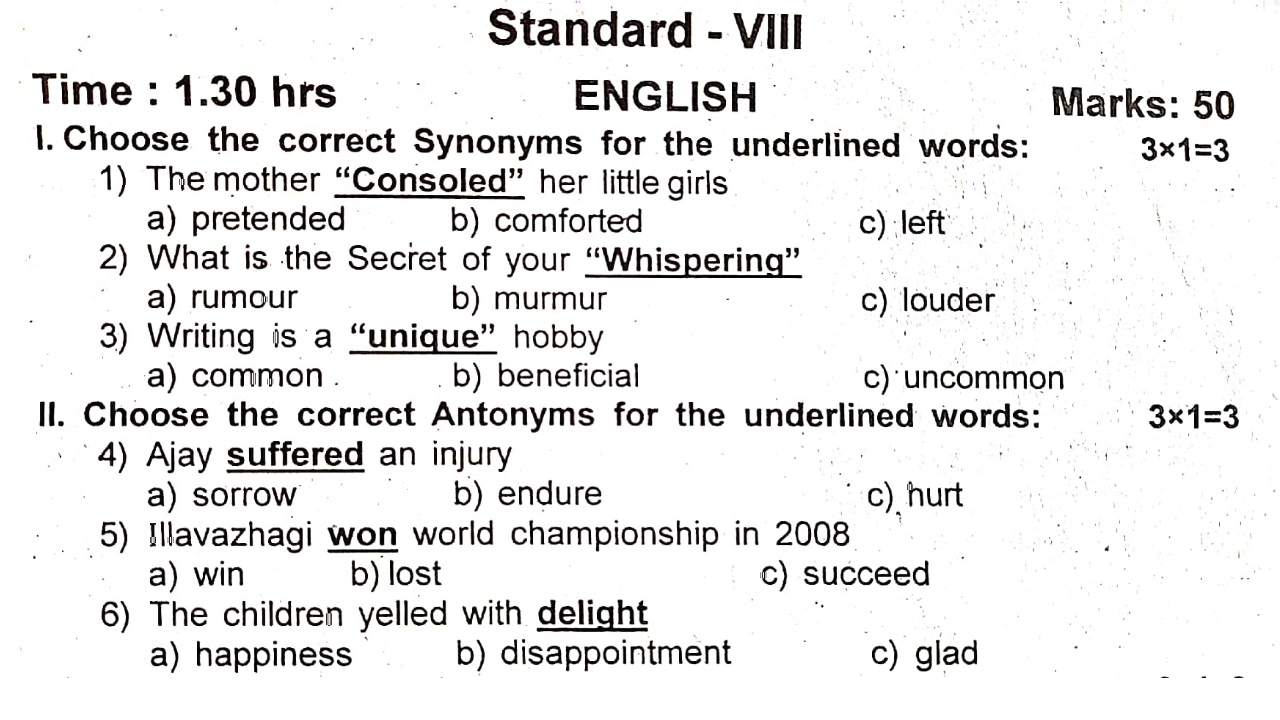 Standard - VIII
Time : 1.30 hrs ENGLISH Marks: 50
I. Choose the correct Synonyms for the underlined words: 3×1=3
1) The mother “Consoled” her little girls
a) pretended b) comforted c) left
2) What is the Secret of your “Whispering”
a) rumour b) murmur c) louder
3) Writing is a “unique” hobby
a) common b) beneficial c) uncommon
II. Choose the correct Antonyms for the underlined words: 3×1=3
4) Ajay suffered an injury
a) sorrow b) endure c) hurt
5) Illavazhagi won world championship in 2008
a) win b) lost c) succeed
6) The children yelled with delight
a) happiness b) disappointment c) glad